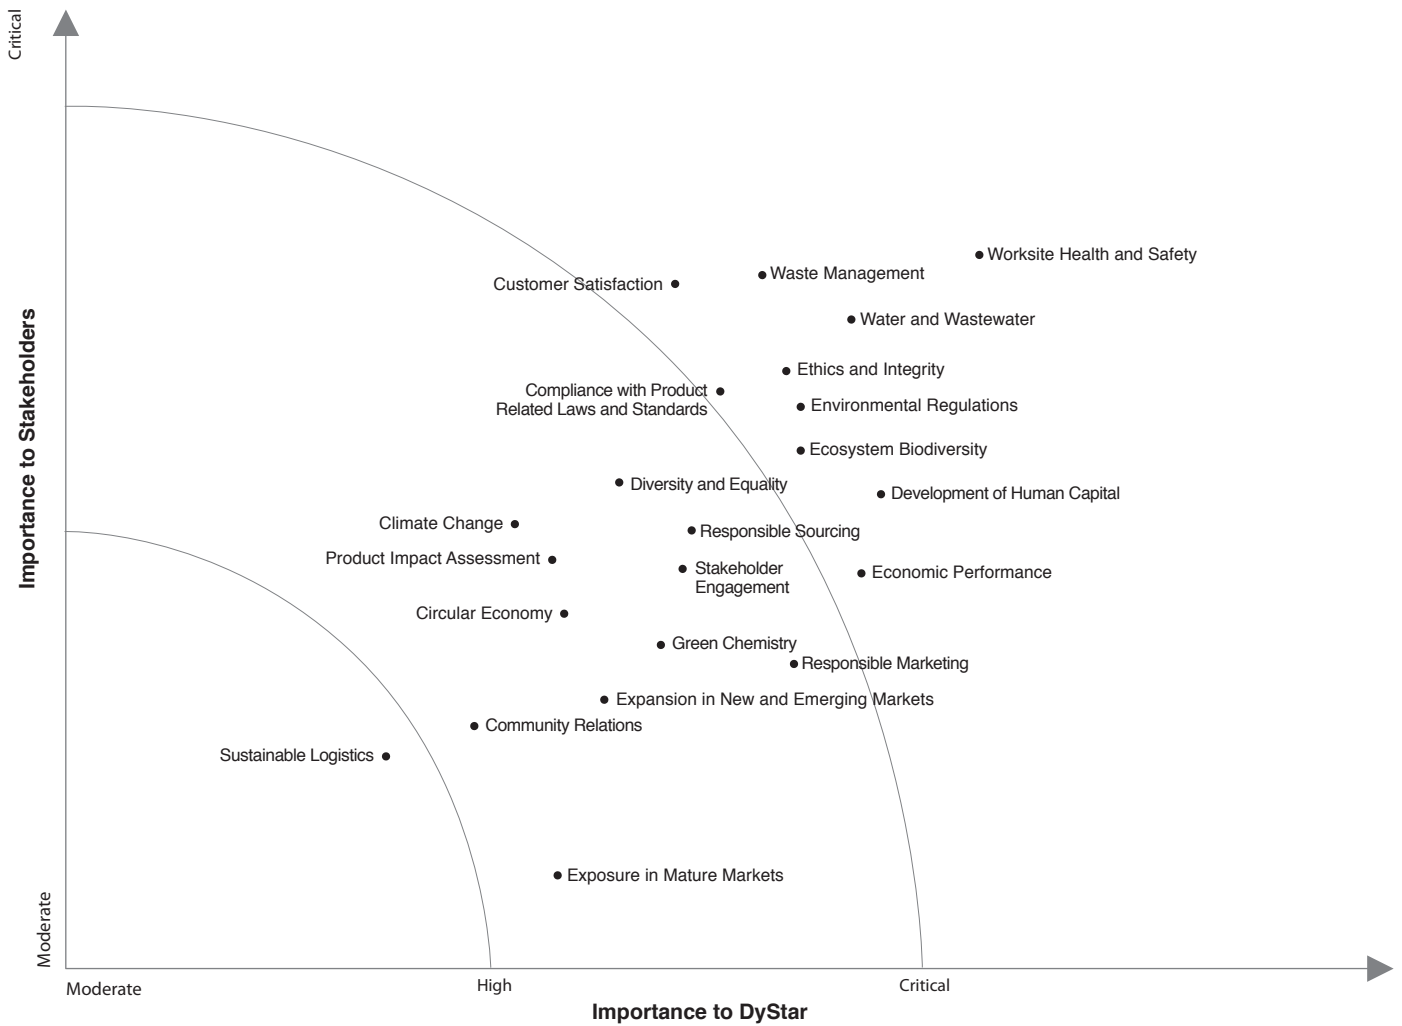 Critical
Importance to Stakeholders
Moderate
Worksite Health and Safety
Waste Management
Customer Satisfaction
Water and Wastewater
Ethics and Integrity
Compliance with Product
Related Laws and Standards
Environmental Regulations
Ecosystem Biodiversity
Diversity and Equality
Development of Human Capital
Climate Change
Responsible Sourcing
Product Impact Assessment
Stakeholder
Engagement
Economic Performance
Circular Economy
Green Chemistry
Responsible Marketing
Expansion in New and Emerging Markets
Community Relations
Sustainable Logistics
Exposure in Mature Markets
Moderate
High
Critical
Importance to DyStar